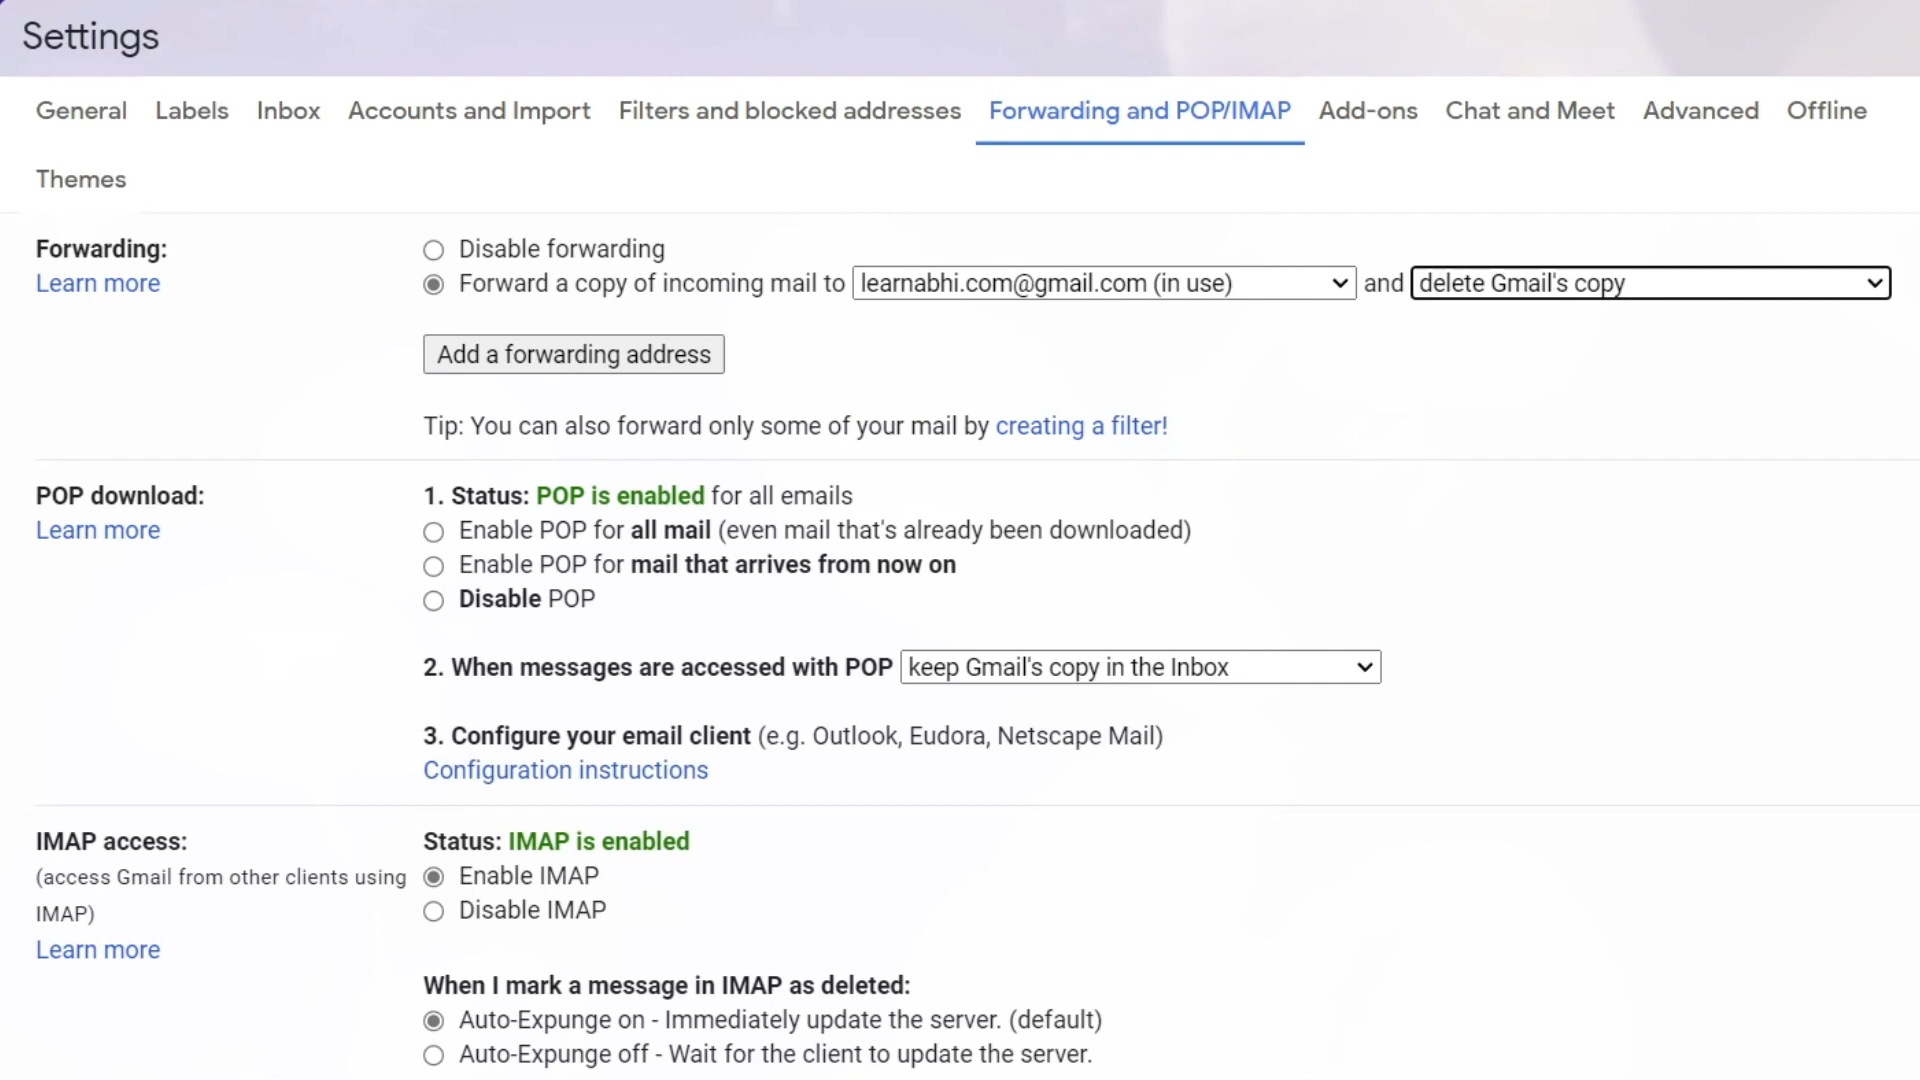 Settings
General Labels Inbox Accounts and Import Filters and blocked addresses Forwarding and POP/IMAP Add-ons Chat and Meet Advanced Offline
Themes
Forwarding:
Learn more
Disable forwarding
Forward a copy of incoming mail to learnabhi.com@gmail.com (in use) and delete Gmail's copy
Add a forwarding address
Tip: You can also forward only some of your mail by creating a filter!
POP download:
Learn more
1. Status: POP is enabled for all emails
Enable POP for all mail (even mail that's already been downloaded)
Enable POP for mail that arrives from now on
Disable POP
2. When messages are accessed with POP keep Gmail's copy in the Inbox
3. Configure your email client (e.g. Outlook, Eudora, Netscape Mail)
Configuration instructions
IMAP access:
(access Gmail from other clients using
IMAP)
Learn more
Status: IMAP is enabled
Enable IMAP
Disable IMAP
When I mark a message in IMAP as deleted:
Auto-Expunge on - Immediately update the server. (default)
Auto-Expunge off - Wait for the client to update the server.